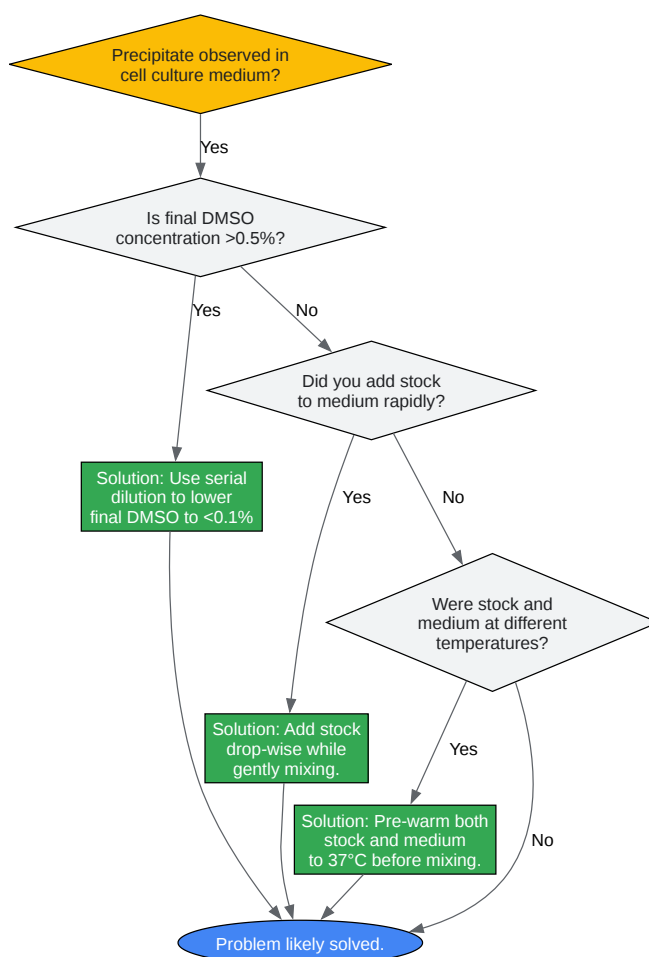 Precipitate observed in
cell culture medium?
Yes
Is final DMSO
concentration >0.5%?
Yes
No
Did you add stock
to medium rapidly?
Solution: Use serial
dilution to lower
final DMSO to <0.1%
Yes
No
Were stock and
medium at different
temperatures?
Solution: Add stock
drop-wise while
gently mixing.
Yes
Solution: Pre-warm both
stock and medium
to 37°C before mixing.
No
Problem likely solved.